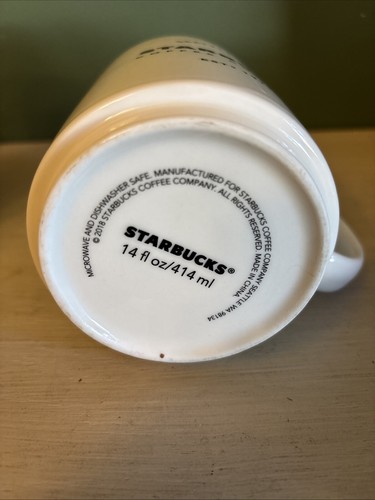 STARB
MICROWAVE AND DISHWASHER SAFE. MANUFACTURED FOR STARBUCKS COFFEE COMPANY SEATTLE WA 98134
© 2018 STARBUCKS COFFEE COMPANY. ALL RIGHTS RESERVED. MADE IN CHINA.
STARBUCKS®
14 fl oz/414 ml